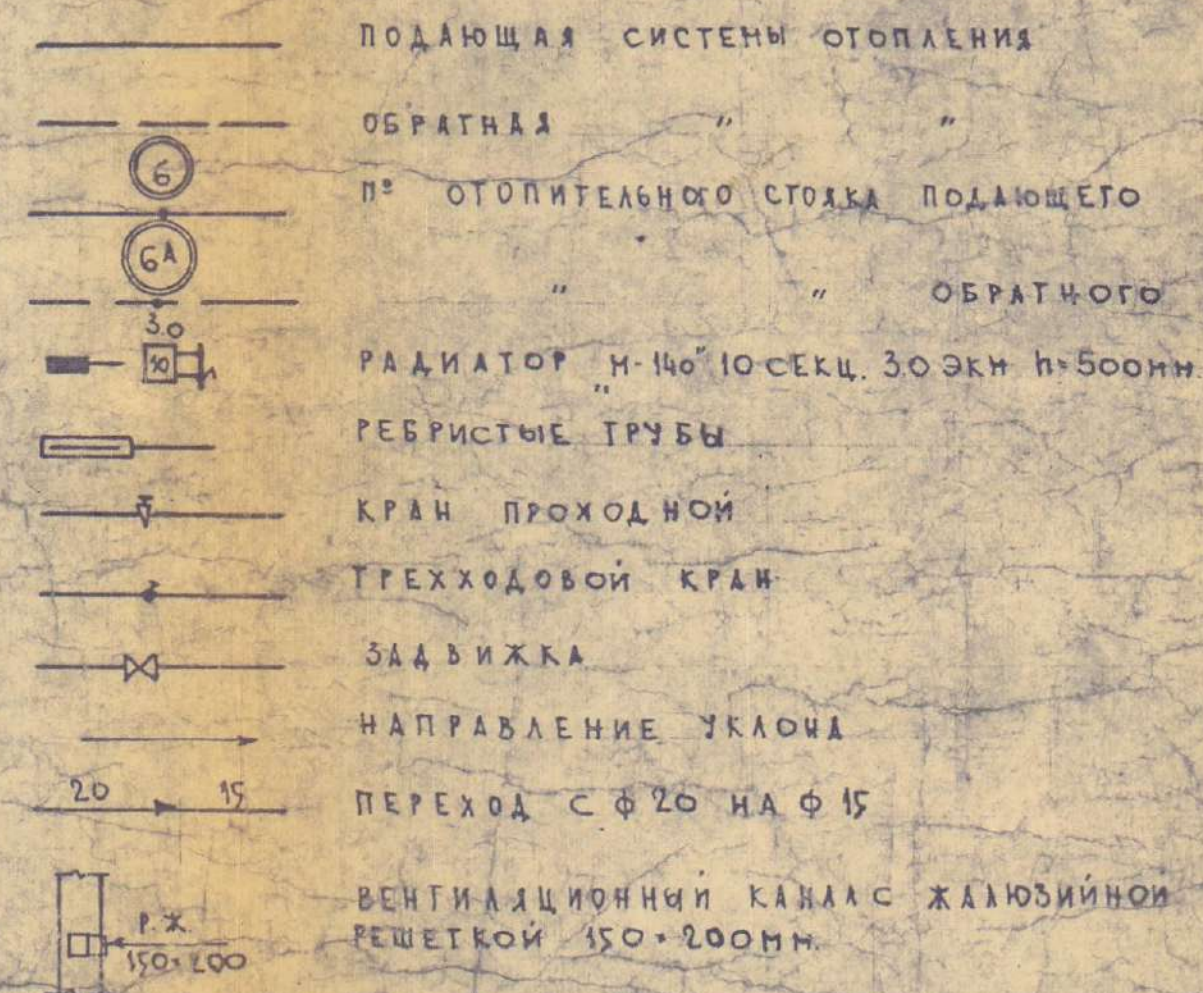 ПОДАЮЩАЯ СИСТЕМЫ ОТОПЛЕНИЯ
ОБРАТНАЯ " "
6
№ ОТОПИТЕЛЬНОГО СТОЯКА ПОДАЮЩЕГО
6А
" " ОБРАТНОГО
3.0
10 РАДИАТОР "М-140" 10 СЕКЦ. 3.0 ЭКМ h=500мм.
РЕБРИСТЫЕ ТРУБЫ
КРАН ПРОХОДНОЙ
ТРЕХХОДОВОЙ КРАН
ЗАДВИЖКА
НАПРАВЛЕНИЕ УКЛОНА
20 15 ПЕРЕХОД С Ф 20 НА Ф 15
ВЕНТИЛЯЦИОННЫЙ КАНАЛ С ЖАЛЮЗИЙНОЙ
Р.Ж. РЕШЕТКОЙ 150×200мм.
150×200